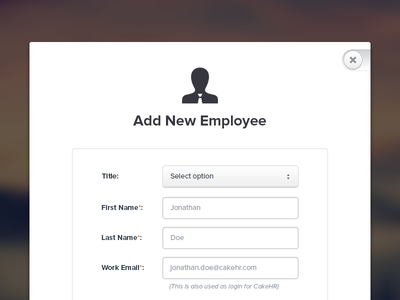 Add New Employee
Title: Select option
First Name*: Jonathan
Last Name*: Doe
Work Email*: jonathan.doe@cakehr.com
(This is also used as login for CakeHR)